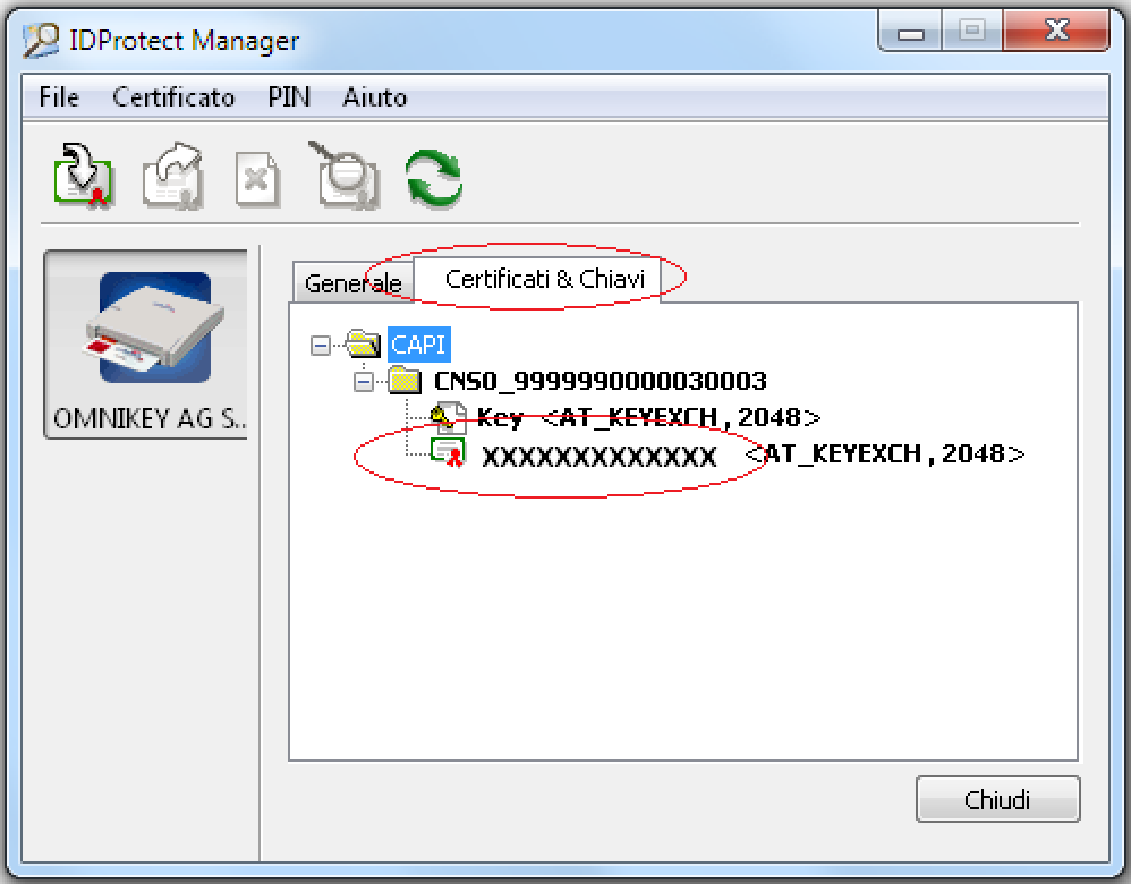 IDProtect Manager
File Certificato PIN Aiuto
OMNIKEY AG S..
Generale Certificati & Chiavi
CAPI
CNS0_9999990000030003
Key <AT_KEYEXCH,2048>
XXXXXXXXXXXXX <AT_KEYEXCH,2048>
Chiudi